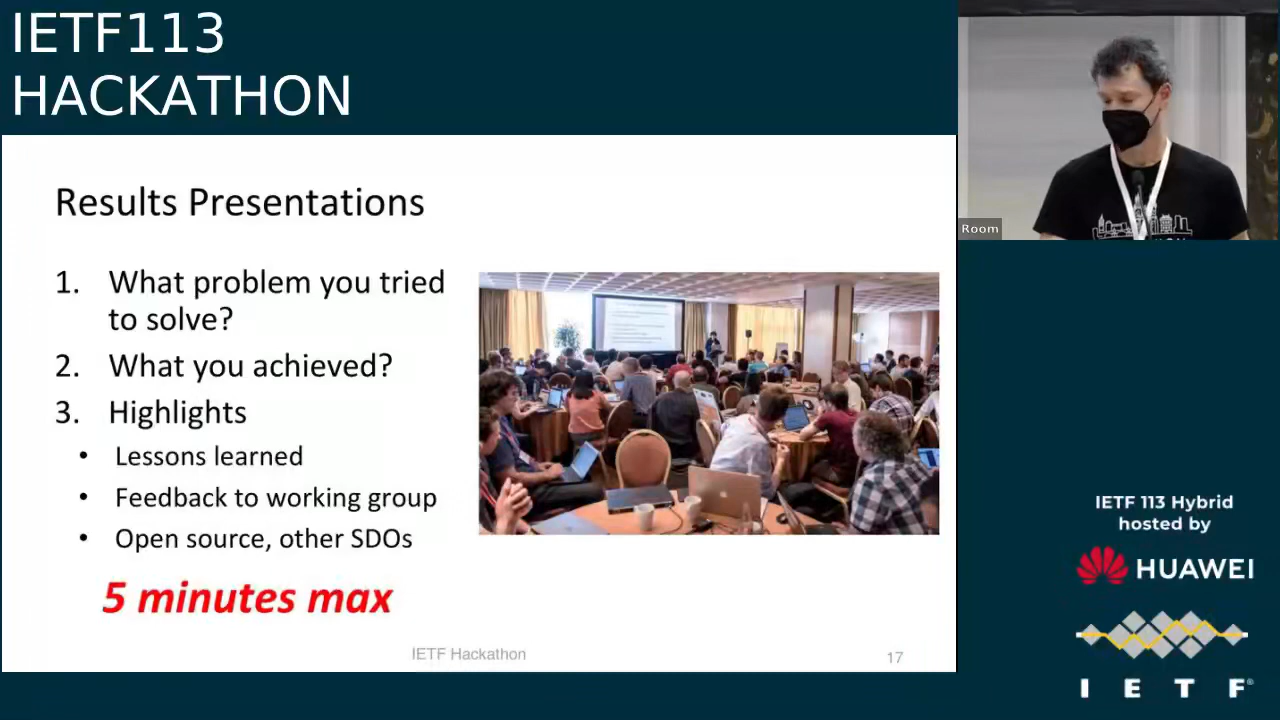 IETF113
HACKATHON
Room
Results Presentations
1. What problem you tried
to solve?
2. What you achieved?
3. Highlights
• Lessons learned
• Feedback to working group
• Open source, other SDOs
5 minutes max
IETF Hackathon
17
IETF 113 Hybrid
hosted by
HUAWEI
I E T F®